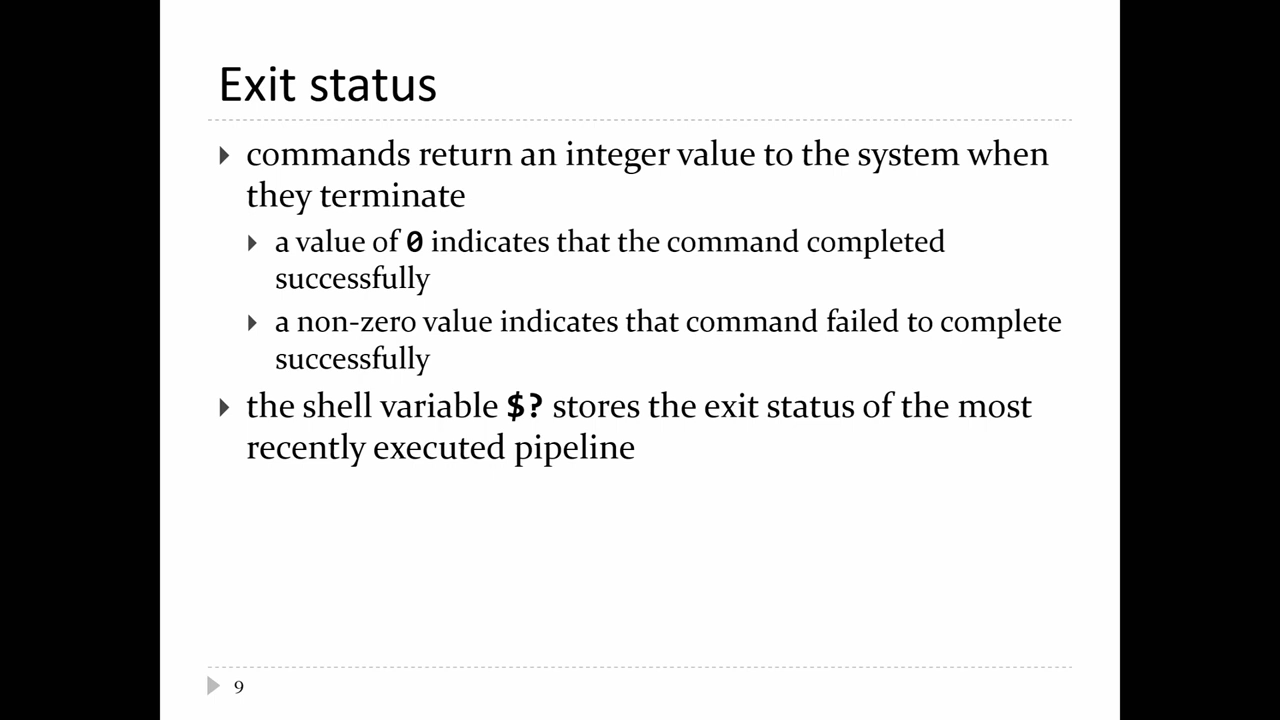 Exit status
commands return an integer value to the system when
they terminate
a value of 0 indicates that the command completed
successfully
a non-zero value indicates that command failed to complete
successfully
the shell variable $? stores the exit status of the most
recently executed pipeline
9